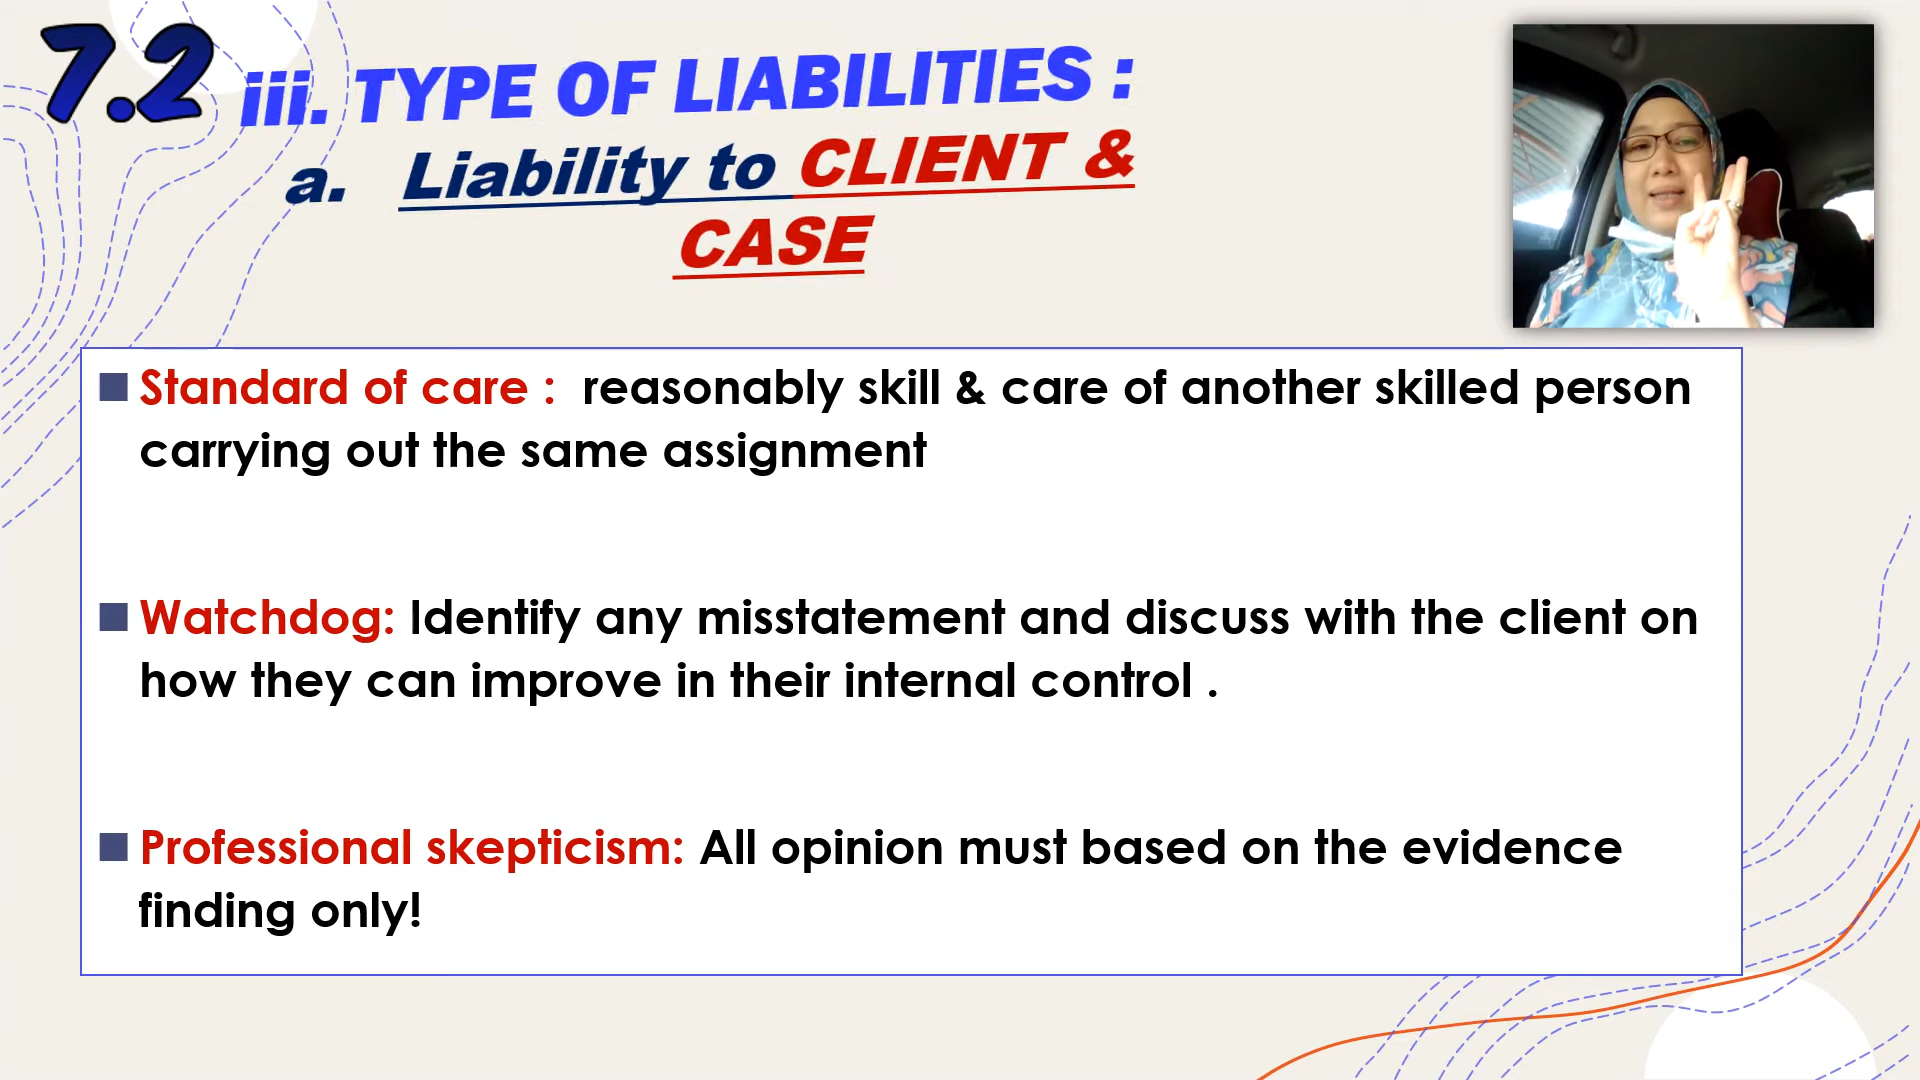 7.2 iii. TYPE OF LIABILITIES :
a. Liability to CLIENT &
CASE
Standard of care : reasonably skill & care of another skilled person
carrying out the same assignment
Watchdog: Identify any misstatement and discuss with the client on
how they can improve in their internal control .
Professional skepticism: All opinion must based on the evidence
finding only!